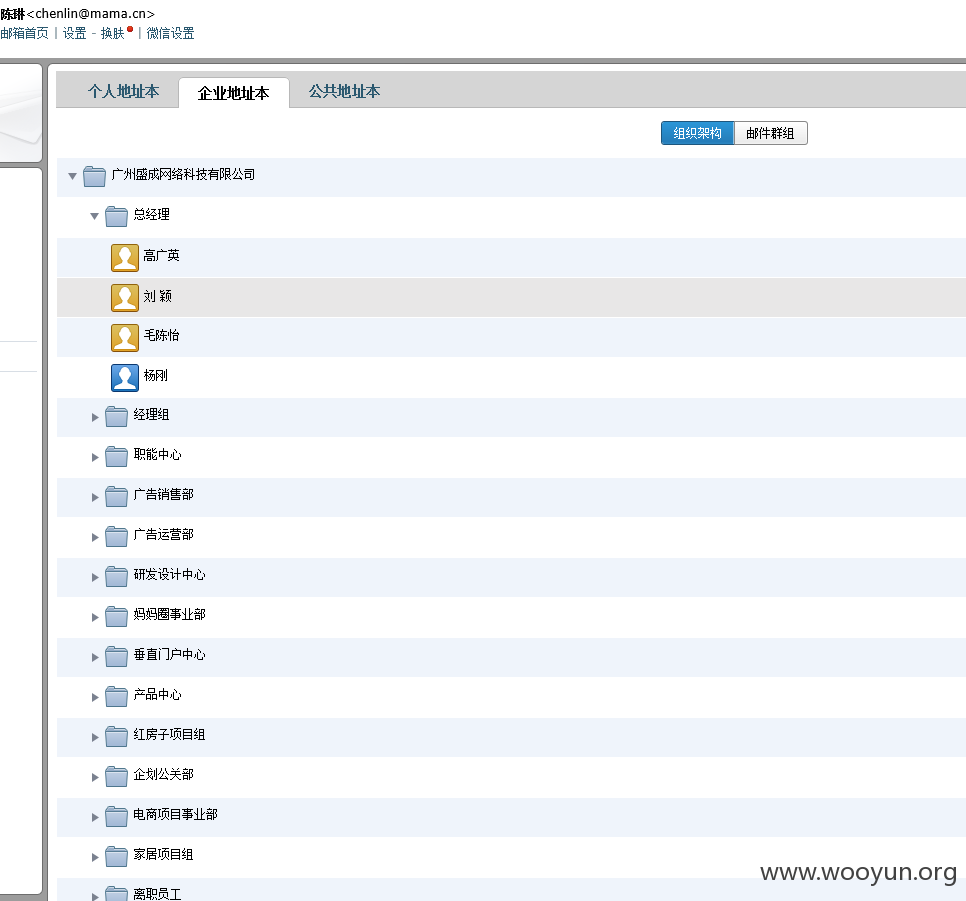 陈琳<chenlin@mama.cn>
邮箱首页 | 设置 - 换肤 | 微信设置
个人地址本 企业地址本 公共地址本
组织架构 邮件群组
广州盛成网络科技有限公司
总经理
高广英
刘 颖
毛陈怡
杨刚
经理组
职能中心
广告销售部
广告运营部
研发设计中心
妈妈圈事业部
垂直门户中心
产品中心
红房子项目组
企划公关部
电商项目事业部
家居项目组
离职员工
www.wooyun.org